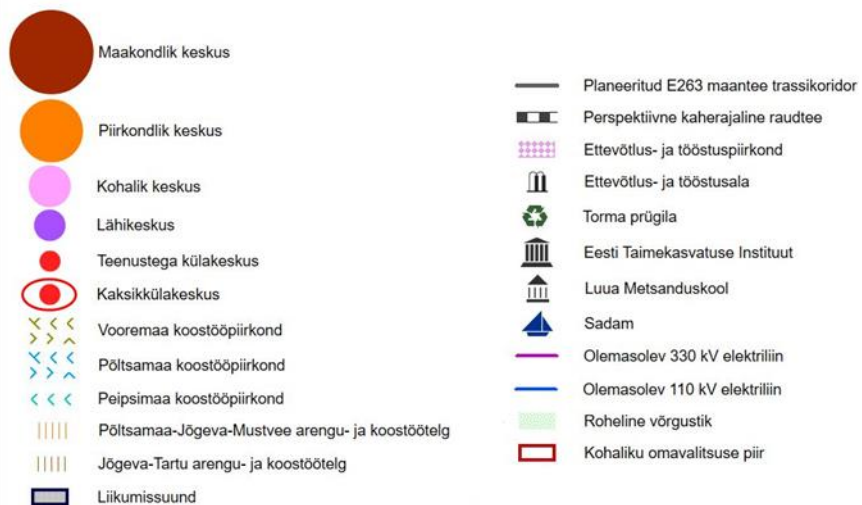 Maakondlik keskus
Piirkondlik keskus
Kohalik keskus
Lähikeskus
Teenustega külakeskus
Kaksikkülakeskus
Vooremaa koostööpiirkond
Põltsamaa koostööpiirkond
Peipsimaa koostööpiirkond
Põltsamaa-Jõgeva-Mustvee arengu- ja koostöötelg
Jõgeva-Tartu arengu- ja koostöötelg
Liikumissuund
Planeeritud E263 maantee trassikoridor
Perspektiivne kaherajaline raudtee
Ettevõtlus- ja tööstuspiirkond
Ettevõtlus- ja tööstusala
Torma prügila
Eesti Taimekasvatuse Instituut
Luua Metsanduskool
Sadam
Olemasolev 330 kV elektriliin
Olemasolev 110 kV elektriliin
Roheline võrgustik
Kohaliku omavalitsuse piir